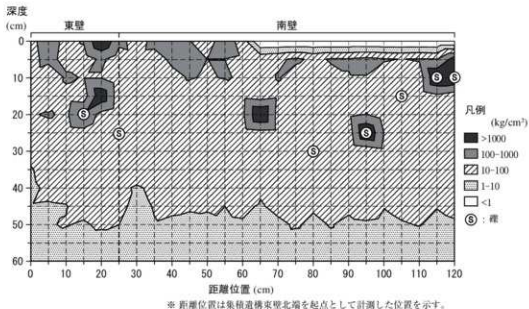 深度
(cm)
東壁
南壁
0
10
20
30
40
50
60
S
S
S
S
S
S
S
S
0
10
20
30
40
50
60
70
80
90
100
110
120
距離位置 (cm)
凡例
(kg/cm²)
>1000
100-1000
10-100
1-10
<1
S : 礫
※ 距離位置は集積遺構東壁北端を起点として計測した位置を示す。